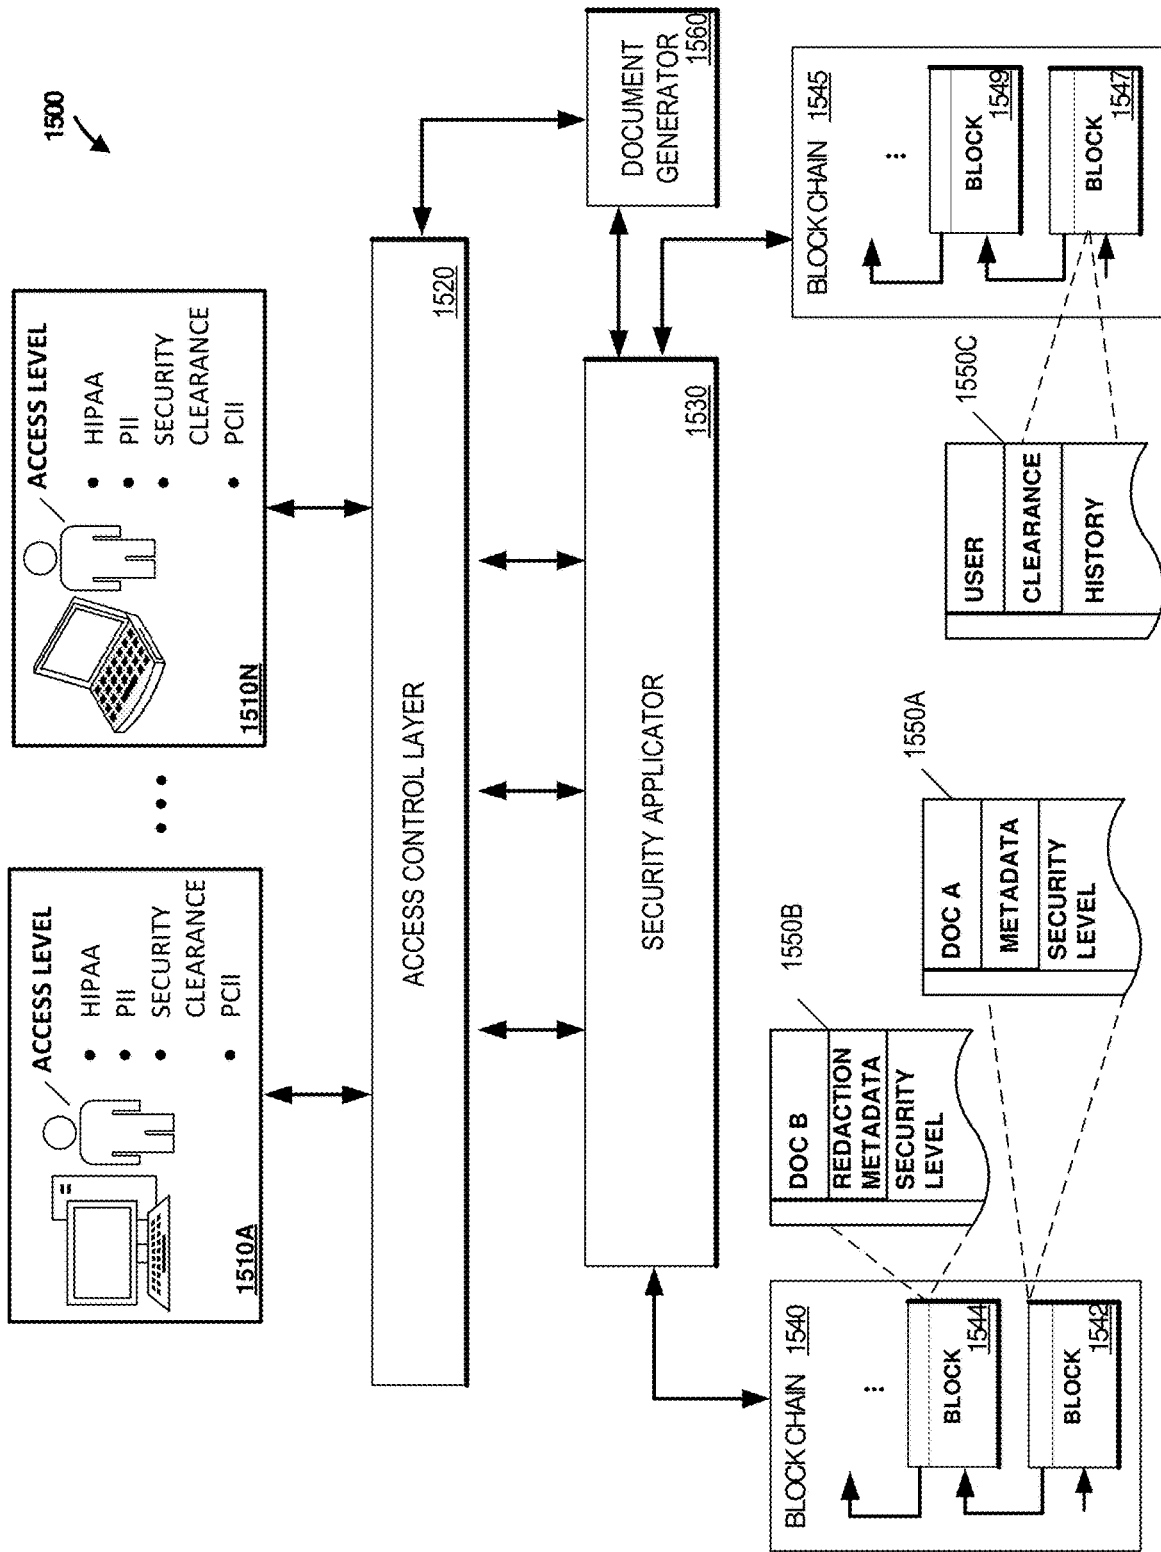 1500
ACCESS LEVEL
• HIPAA
• PII
• SECURITY
CLEARANCE
• PCII
1510A
• • •
ACCESS LEVEL
• HIPAA
• PII
• SECURITY
CLEARANCE
• PCII
1510N
ACCESS CONTROL LAYER
1520
SECURITY APPLICATOR
1530
DOCUMENT
GENERATOR
1560
BLOCK CHAIN 1540
...
BLOCK
1544
BLOCK
1542
1550B
DOC B
REDACTION
METADATA
SECURITY
LEVEL
1550A
DOC A
METADATA
SECURITY
LEVEL
1550C
USER
CLEARANCE
HISTORY
BLOCK CHAIN 1545
...
BLOCK
1549
BLOCK
1547